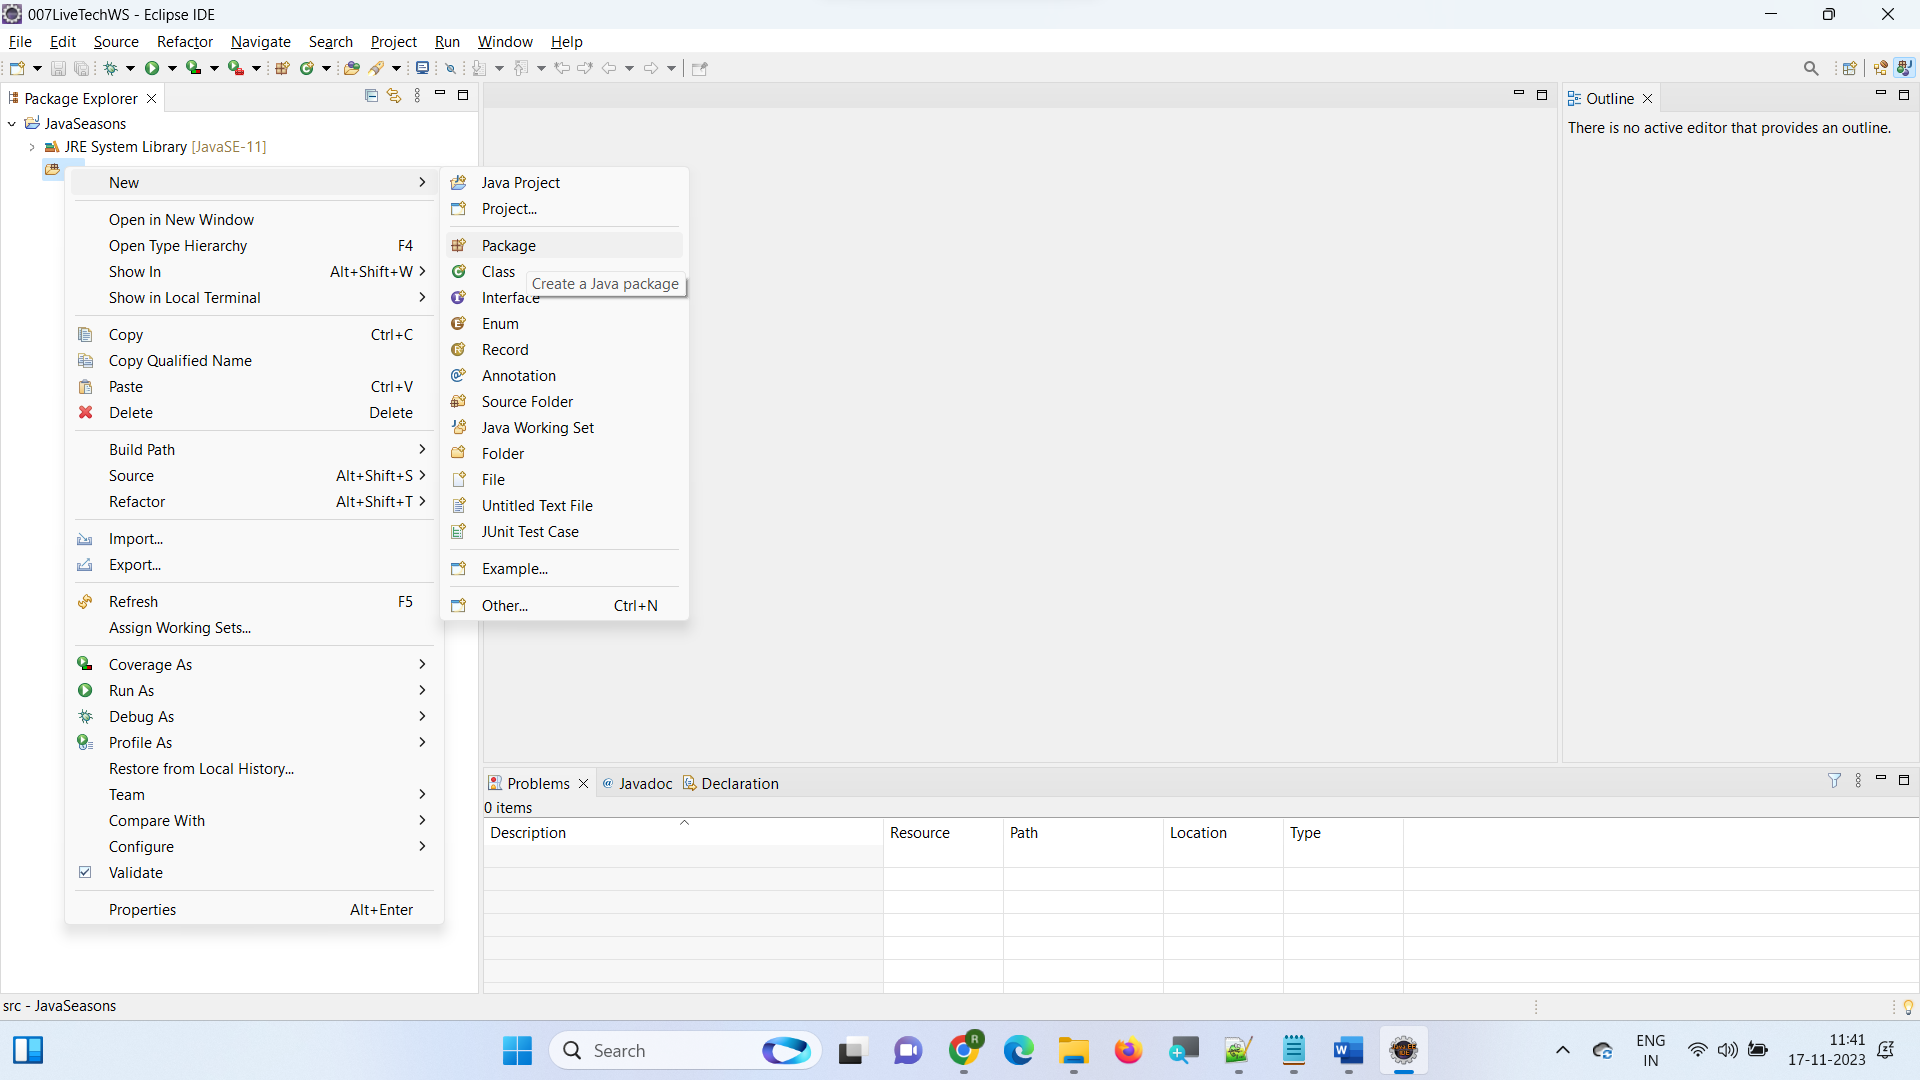 007LiveTechWS - Eclipse IDE
File Edit Source Refactor Navigate Search Project Run Window Help
Package Explorer
Outline
There is no active editor that provides an outline.
JavaSeasons
JRE System Library [JavaSE-11]
New
Open in New Window
Open Type Hierarchy F4
Show In Alt+Shift+W
Show in Local Terminal
Copy Ctrl+C
Copy Qualified Name
Paste Ctrl+V
Delete Delete
Build Path
Source Alt+Shift+S
Refactor Alt+Shift+T
Import...
Export...
Refresh F5
Assign Working Sets...
Coverage As
Run As
Debug As
Profile As
Restore from Local History...
Team
Compare With
Configure
Validate
Properties Alt+Enter
Java Project
Project...
Package
Class
Create a Java package
Interface
Enum
Record
Annotation
Source Folder
Java Working Set
Folder
File
Untitled Text File
JUnit Test Case
Example...
Other... Ctrl+N
Problems Javadoc Declaration
0 items
Description Resource Path Location Type
src - JavaSeasons
Search
R
ENG
IN
11:41
17-11-2023